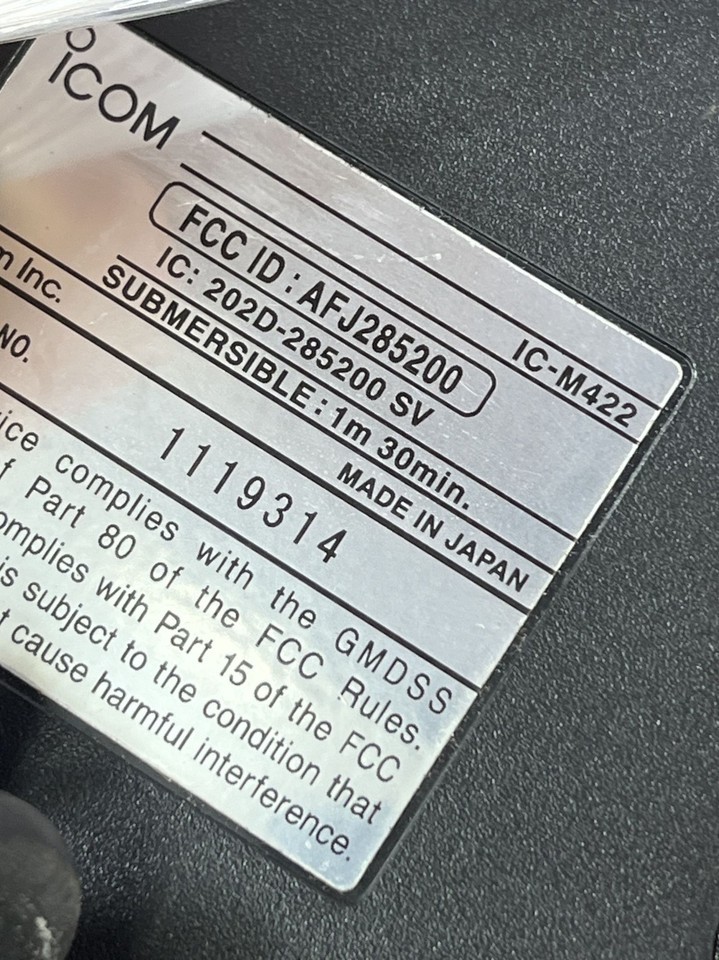 ICOM
IC-M422
FCC ID : AFJ285200
IC: 202D-285200 SV
Inc.
SUBMERSIBLE : 1m 30min.
NO.
MADE IN JAPAN
1119314
complies with the GMDSS
Part 80 of the FCC Rules.
with Part 15 of the FCC
is subject to the condition that
cause harmful interference.